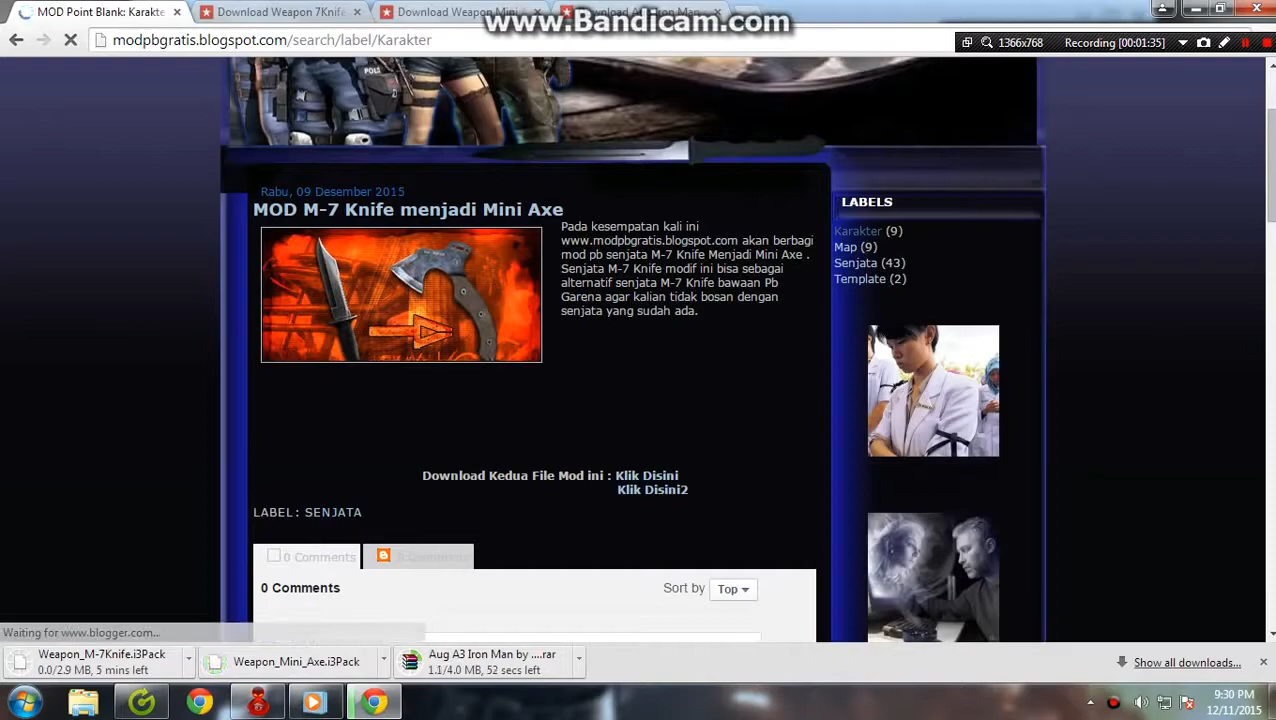 www.Bandicam.com
MOD Point Blank: Karakte
Download Weapon 7Knife
Download Weapon Mini
modpbgratis.blogspot.com/search/label/Karakter
1366x768
Recording [00:01:35]
Rabu, 09 Desember 2015
MOD M-7 Knife menjadi Mini Axe
Pada kesempatan kali ini
www.modpbgratis.blogspot.com akan berbagi
mod pb senjata M-7 Knife Menjadi Mini Axe .
Senjata M-7 Knife modif ini bisa sebagai
alternatif senjata M-7 Knife bawaan Pb
Garena agar kalian tidak bosan dengan
senjata yang sudah ada.
Download Kedua File Mod ini : Klik Disini
Klik Disini2
LABEL: SENJATA
0 Comments
0 Comments
Sort by
Top
LABELS
Karakter (9)
Map (9)
Senjata (43)
Template (2)
Waiting for www.blogger.com...
Weapon_M-7Knife.i3Pack
0.0/2.9 MB, 5 mins left
Weapon_Mini_Axe.i3Pack
Aug A3 Iron Man by ....rar
1.1/4.0 MB, 52 secs left
Show all downloads...
9:30 PM
12/11/2015